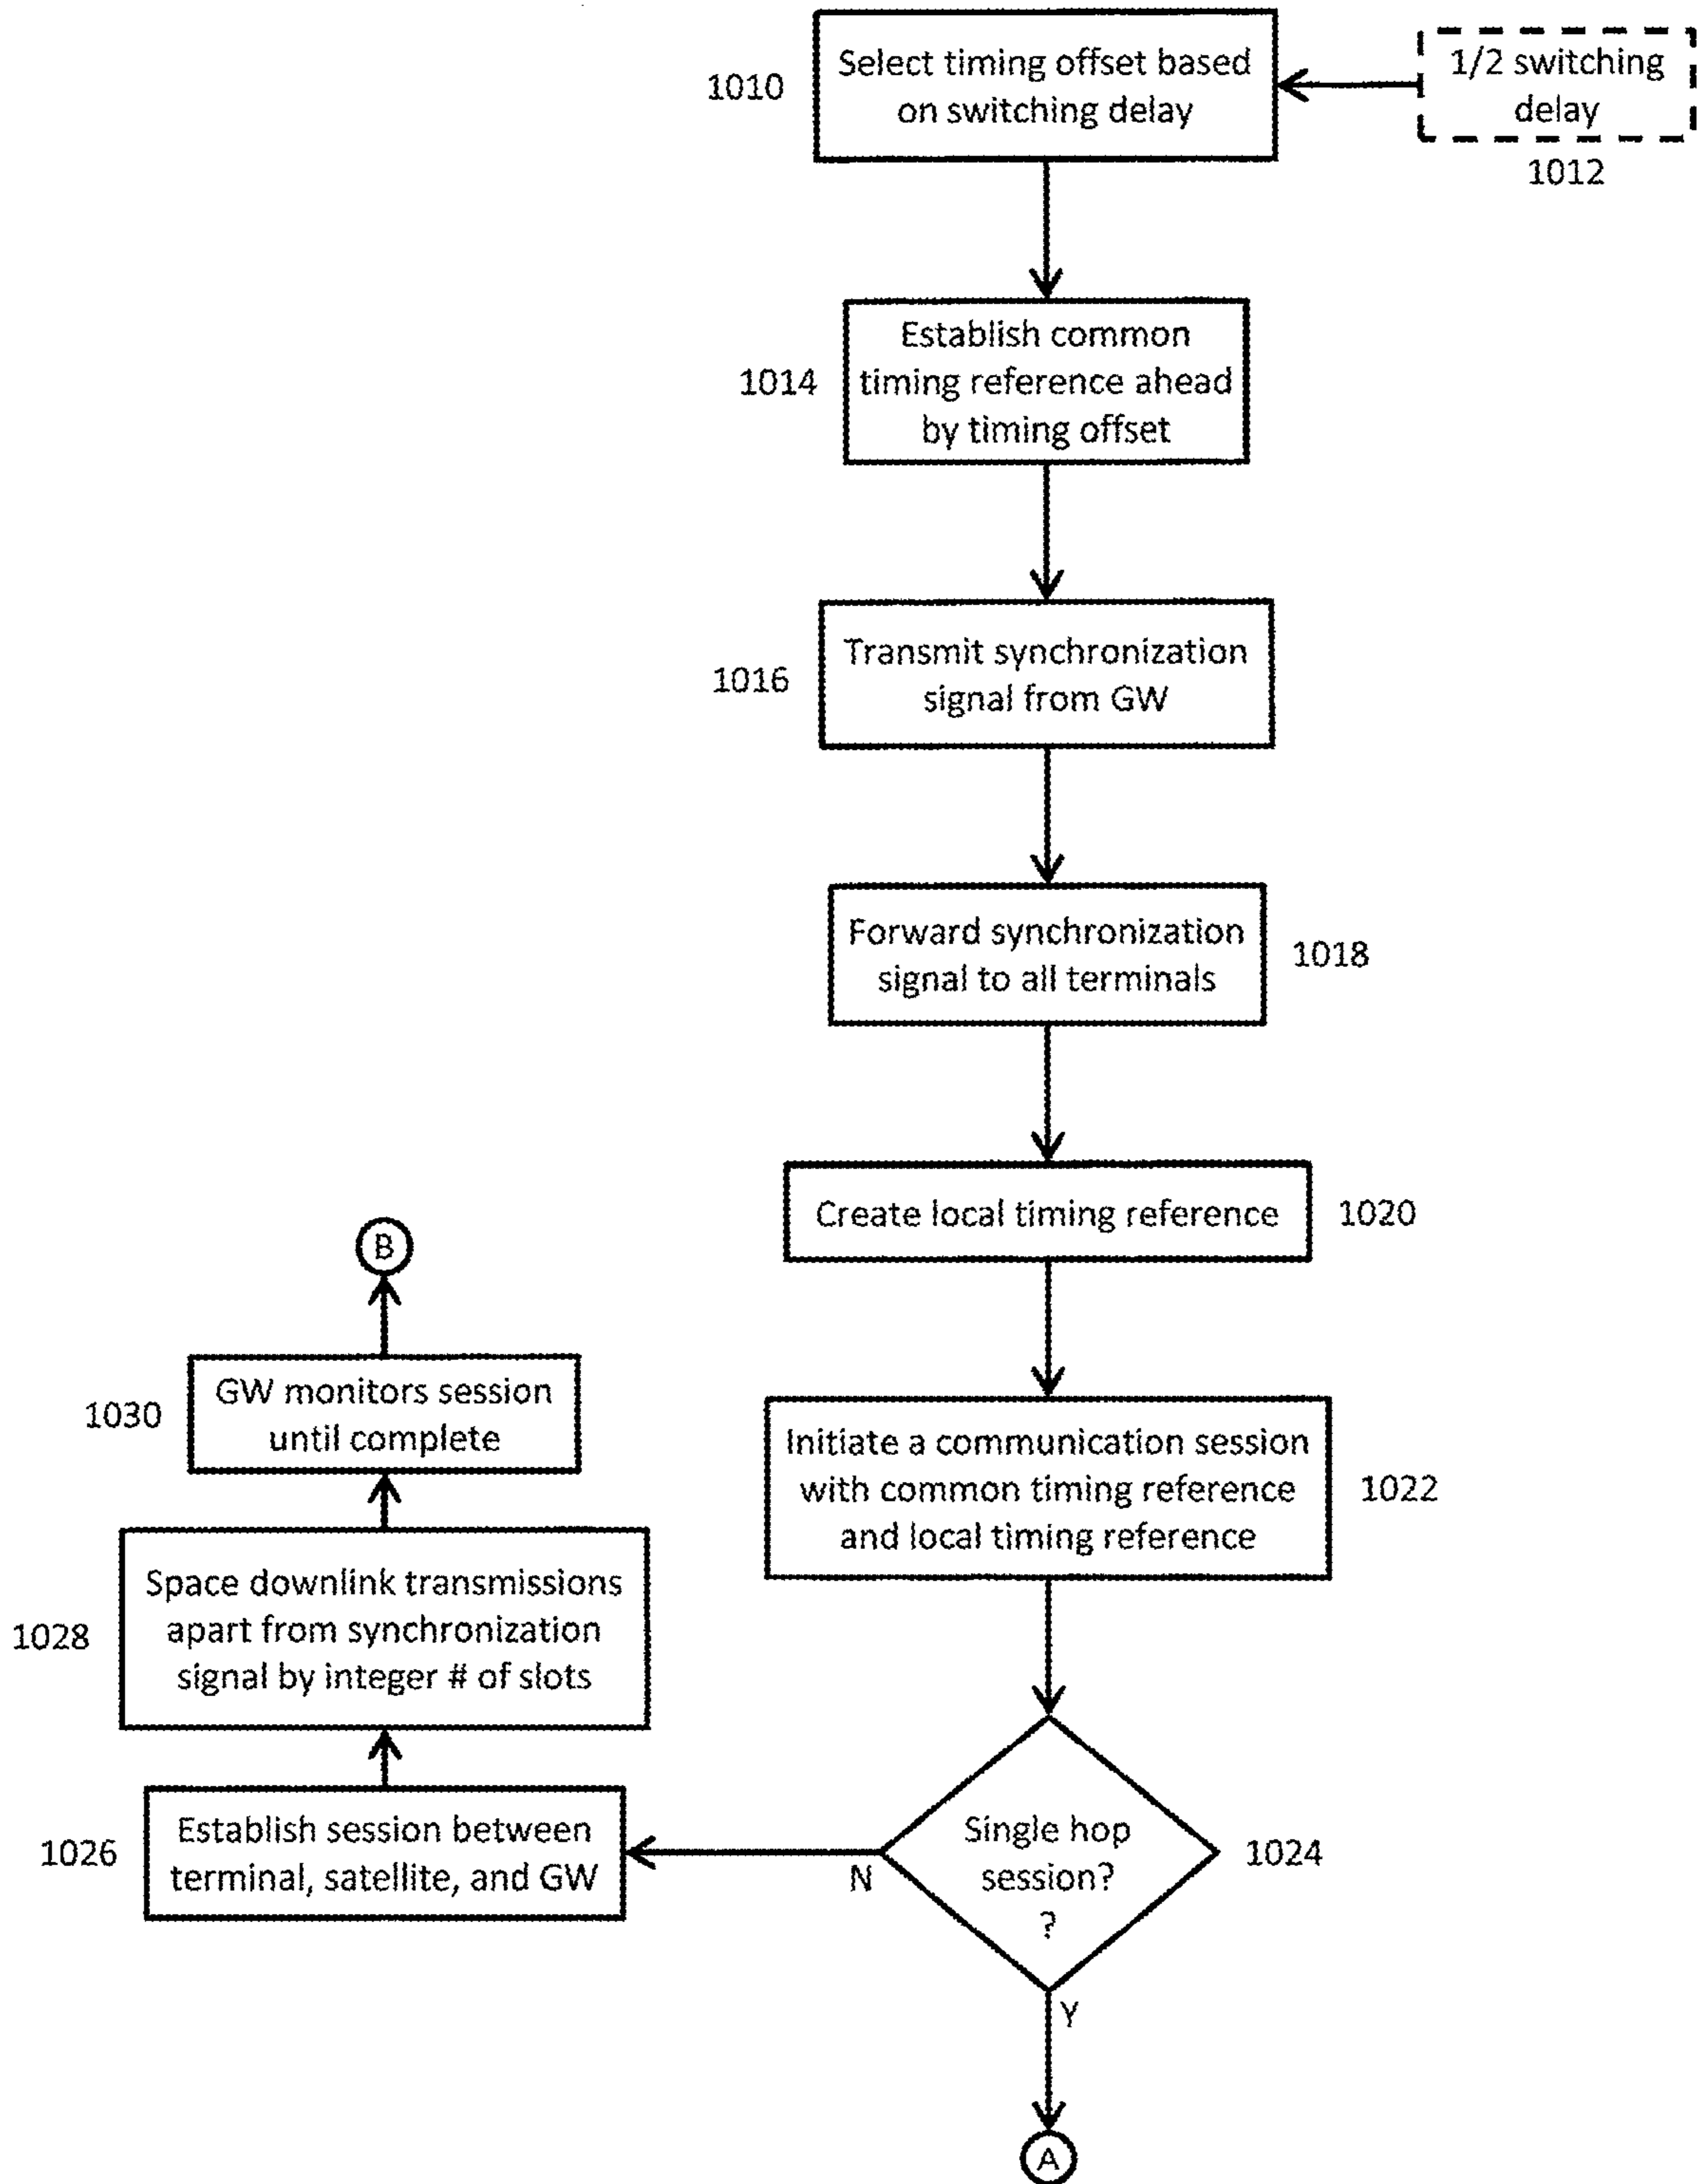 1010
Select timing offset based
on switching delay
1/2 switching
delay
1012
1014
Establish common
timing reference ahead
by timing offset
1016
Transmit synchronization
signal from GW
Forward synchronization
signal to all terminals
1018
Create local timing reference
1020
Initiate a communication session
with common timing reference
and local timing reference
1022
Single hop
session?
?
1024
N
Y
A
1026
Establish session between
terminal, satellite, and GW
1028
Space downlink transmissions
apart from synchronization
signal by integer # of slots
1030
GW monitors session
until complete
B